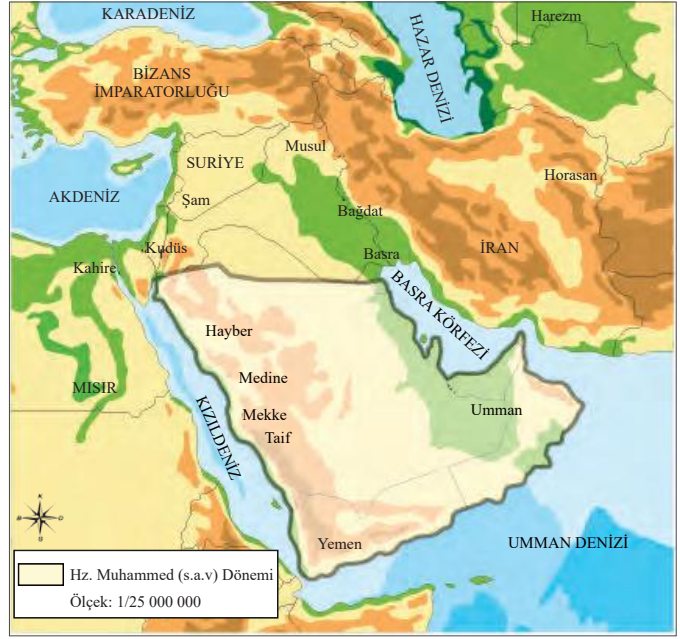 KARADENİZ
Harezm
HAZAR DENİZİ
BİZANS
İMPARATORLUĞU
Musul
SURİYE
Horasan
AKDENİZ
Şam
Bağdat
Kudüs
Basra
İRAN
Kahire
BASRA KÖRFEZİ
Hayber
Medine
MISIR
KIZILDENİZ
Mekke
Umman
Taif
K
B
D
G
Yemen
UMMAN DENİZİ
Hz. Muhammed (s.a.v) Dönemi
Ölçek: 1/25 000 000